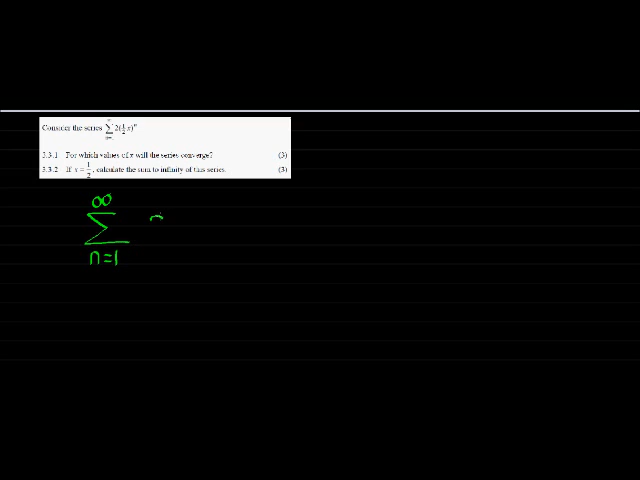 Consider the series ∑ 2(½x)ⁿ
3.3.1 For which values of x will the series converge? (3)
3.3.2 If x = 1/2, calculate the sum to infinity of this series. (3)
∞
∑
n=1